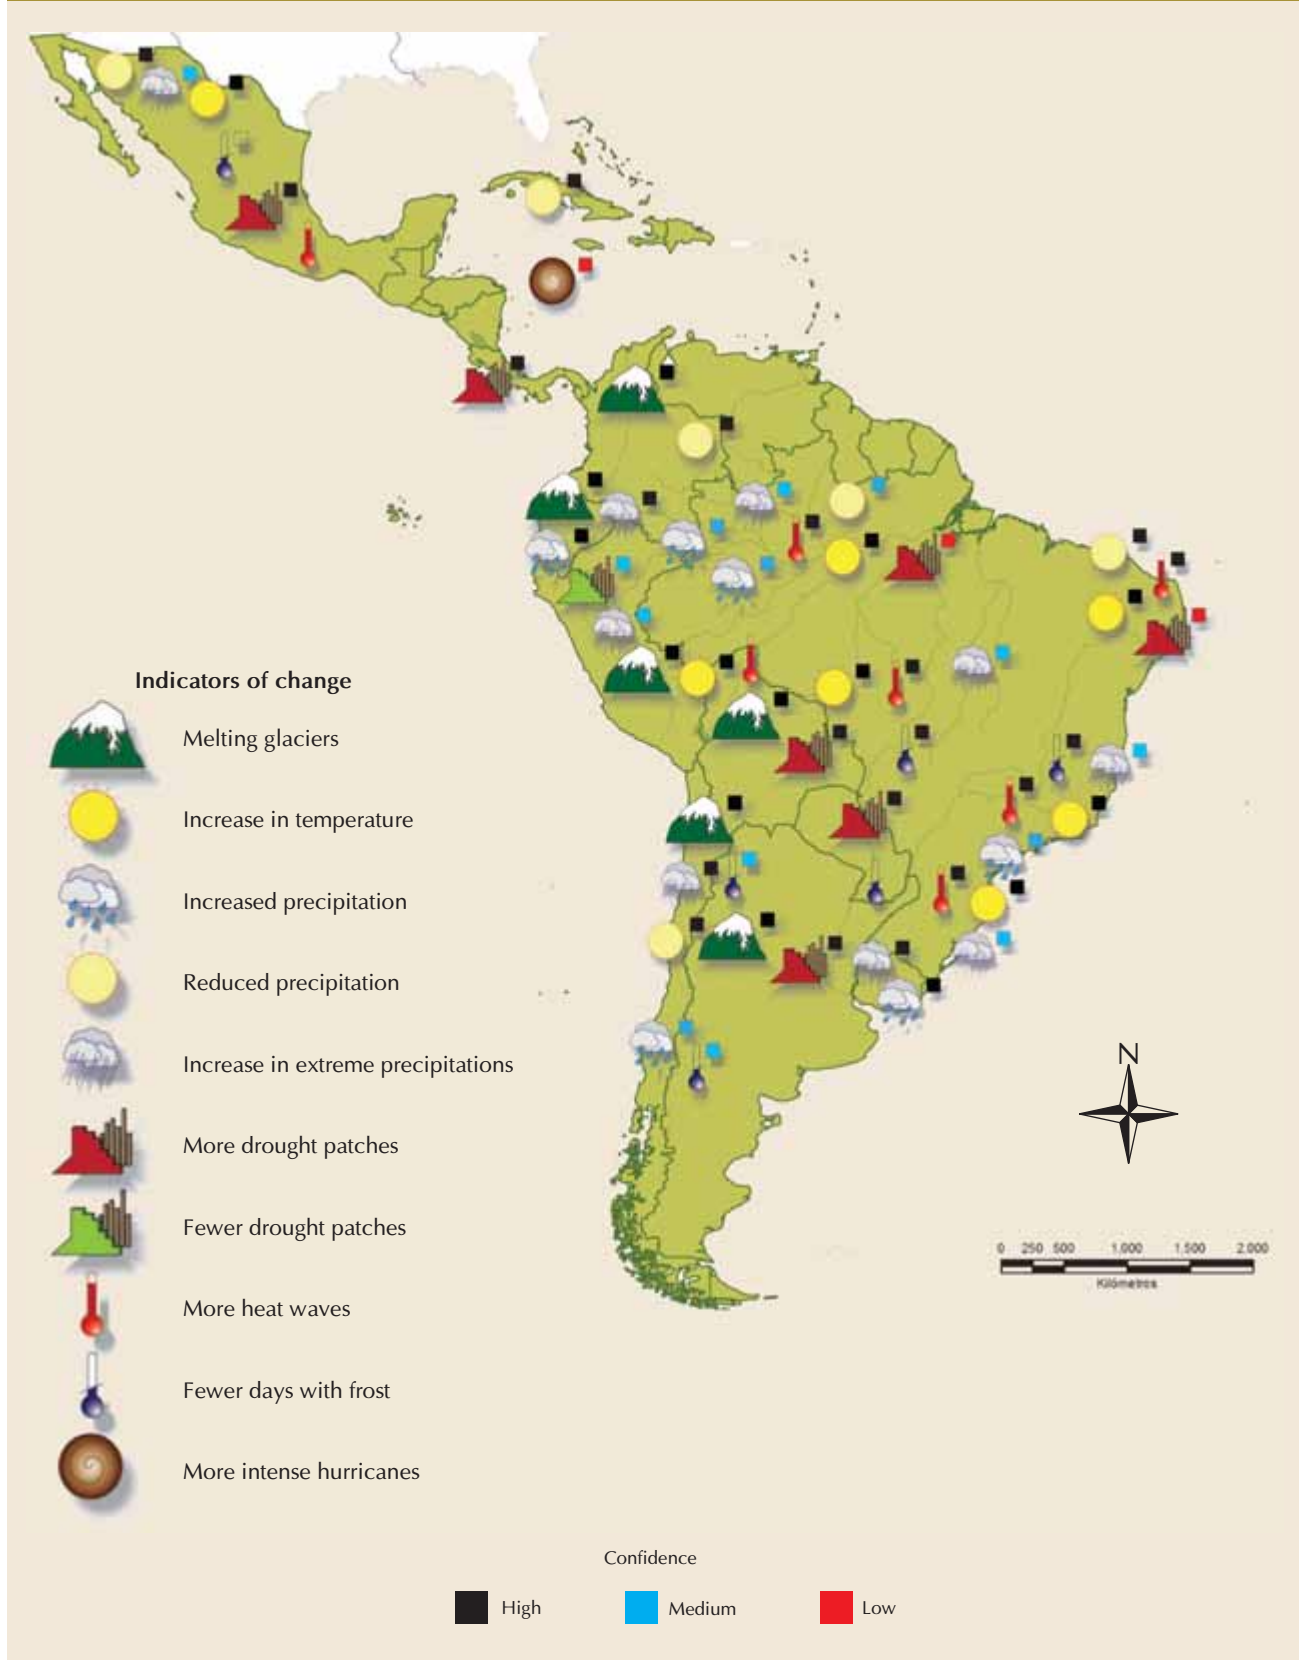 Indicators of change
Melting glaciers
Increase in temperature
Increased precipitation
Reduced precipitation
Increase in extreme precipitations
More drought patches
Fewer drought patches
More heat waves
Fewer days with frost
More intense hurricanes
N
0 250 500 1,000 1,500 2,000
Kilómetros
Confidence
High Medium Low